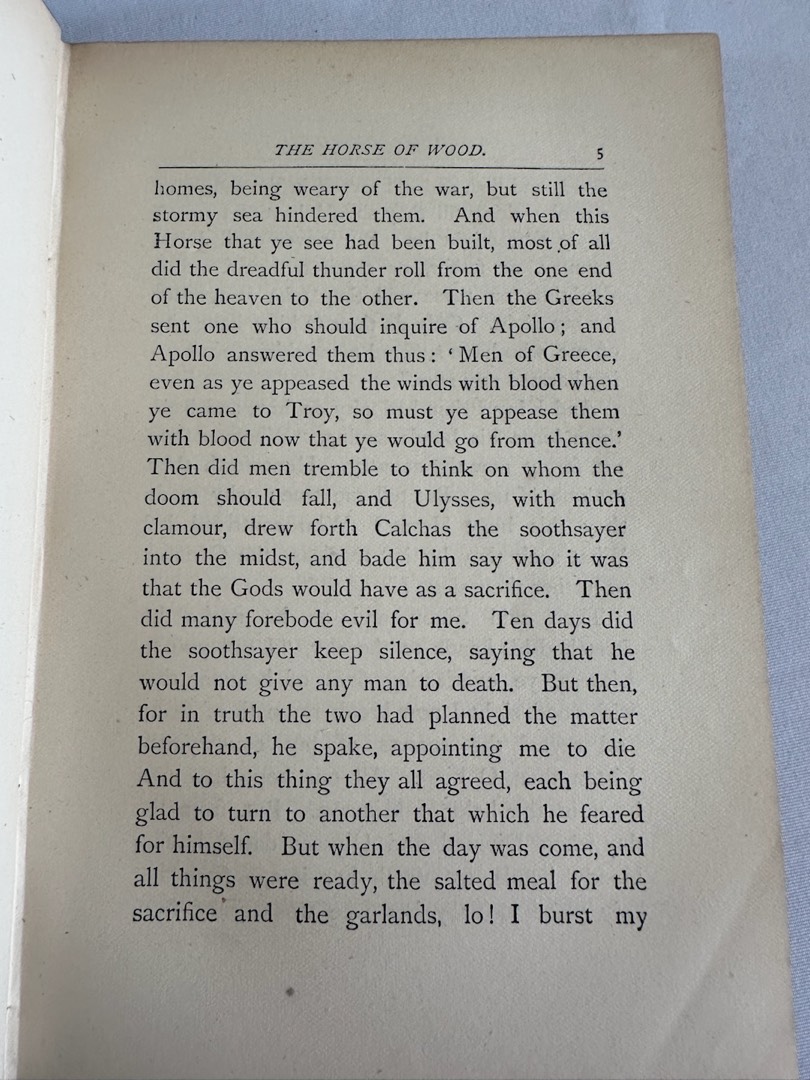 THE HORSE OF WOOD. 5
homes, being weary of the war, but still the
stormy sea hindered them. And when this
Horse that ye see had been built, most of all
did the dreadful thunder roll from the one end
of the heaven to the other. Then the Greeks
sent one who should inquire of Apollo; and
Apollo answered them thus: ‘Men of Greece,
even as ye appeased the winds with blood when
ye came to Troy, so must ye appease them
with blood now that ye would go from thence.’
Then did men tremble to think on whom the
doom should fall, and Ulysses, with much
clamour, drew forth Calchas the soothsayer
into the midst, and bade him say who it was
that the Gods would have as a sacrifice. Then
did many forebode evil for me. Ten days did
the soothsayer keep silence, saying that he
would not give any man to death. But then,
for in truth the two had planned the matter
beforehand, he spake, appointing me to die
And to this thing they all agreed, each being
glad to turn to another that which he feared
for himself. But when the day was come, and
all things were ready, the salted meal for the
sacrifice and the garlands, lo! I burst my